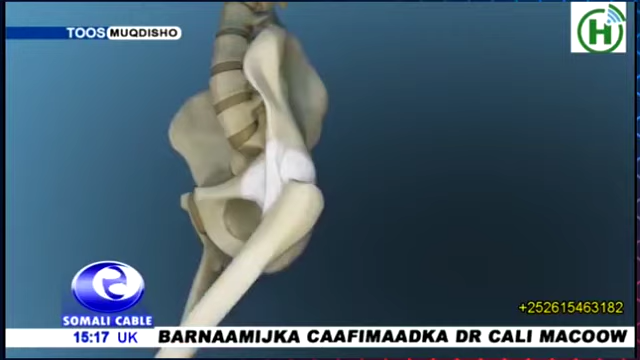 TOOS MUQDISHO
H
+252615463182
SOMALI CABLE
15:17 UK BARNAAMIJKA CAAFIMAADKA DR CALI MACOOW